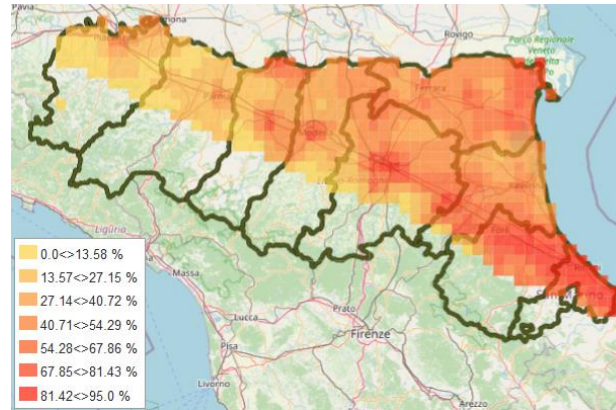 Pavia
Rovigo
Parco Regionale
Veneto del
Ferrara
Modena
Liguria
Massa
Lucca
Prato
Pisa
Firenze
Livorno
Arezzo
0.0<>13.58 %
13.57<>27.15 %
27.14<>40.72 %
40.71<>54.29 %
54.28<>67.86 %
67.85<>81.43 %
81.42<>95.0 %